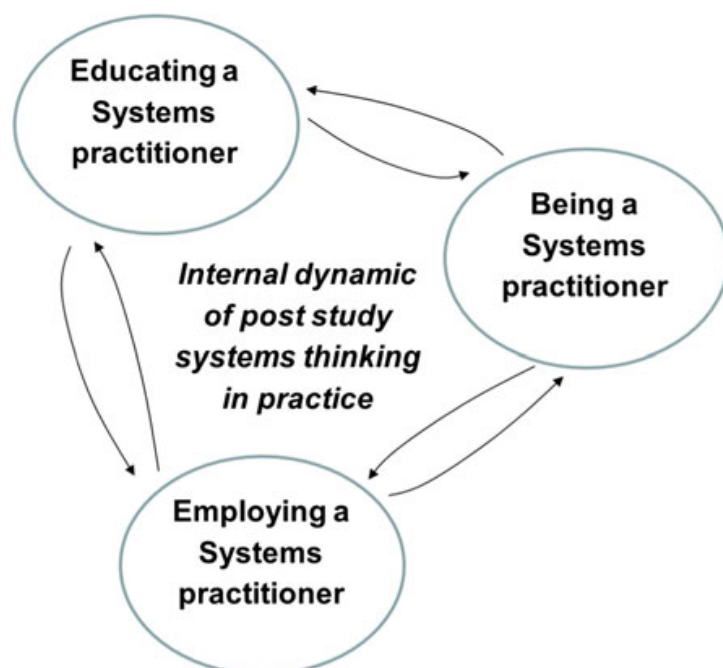 Educating a
Systems
practitioner
Being a
Systems
practitioner
Internal dynamic
of post study
systems thinking
in practice
Employing a
Systems
practitioner